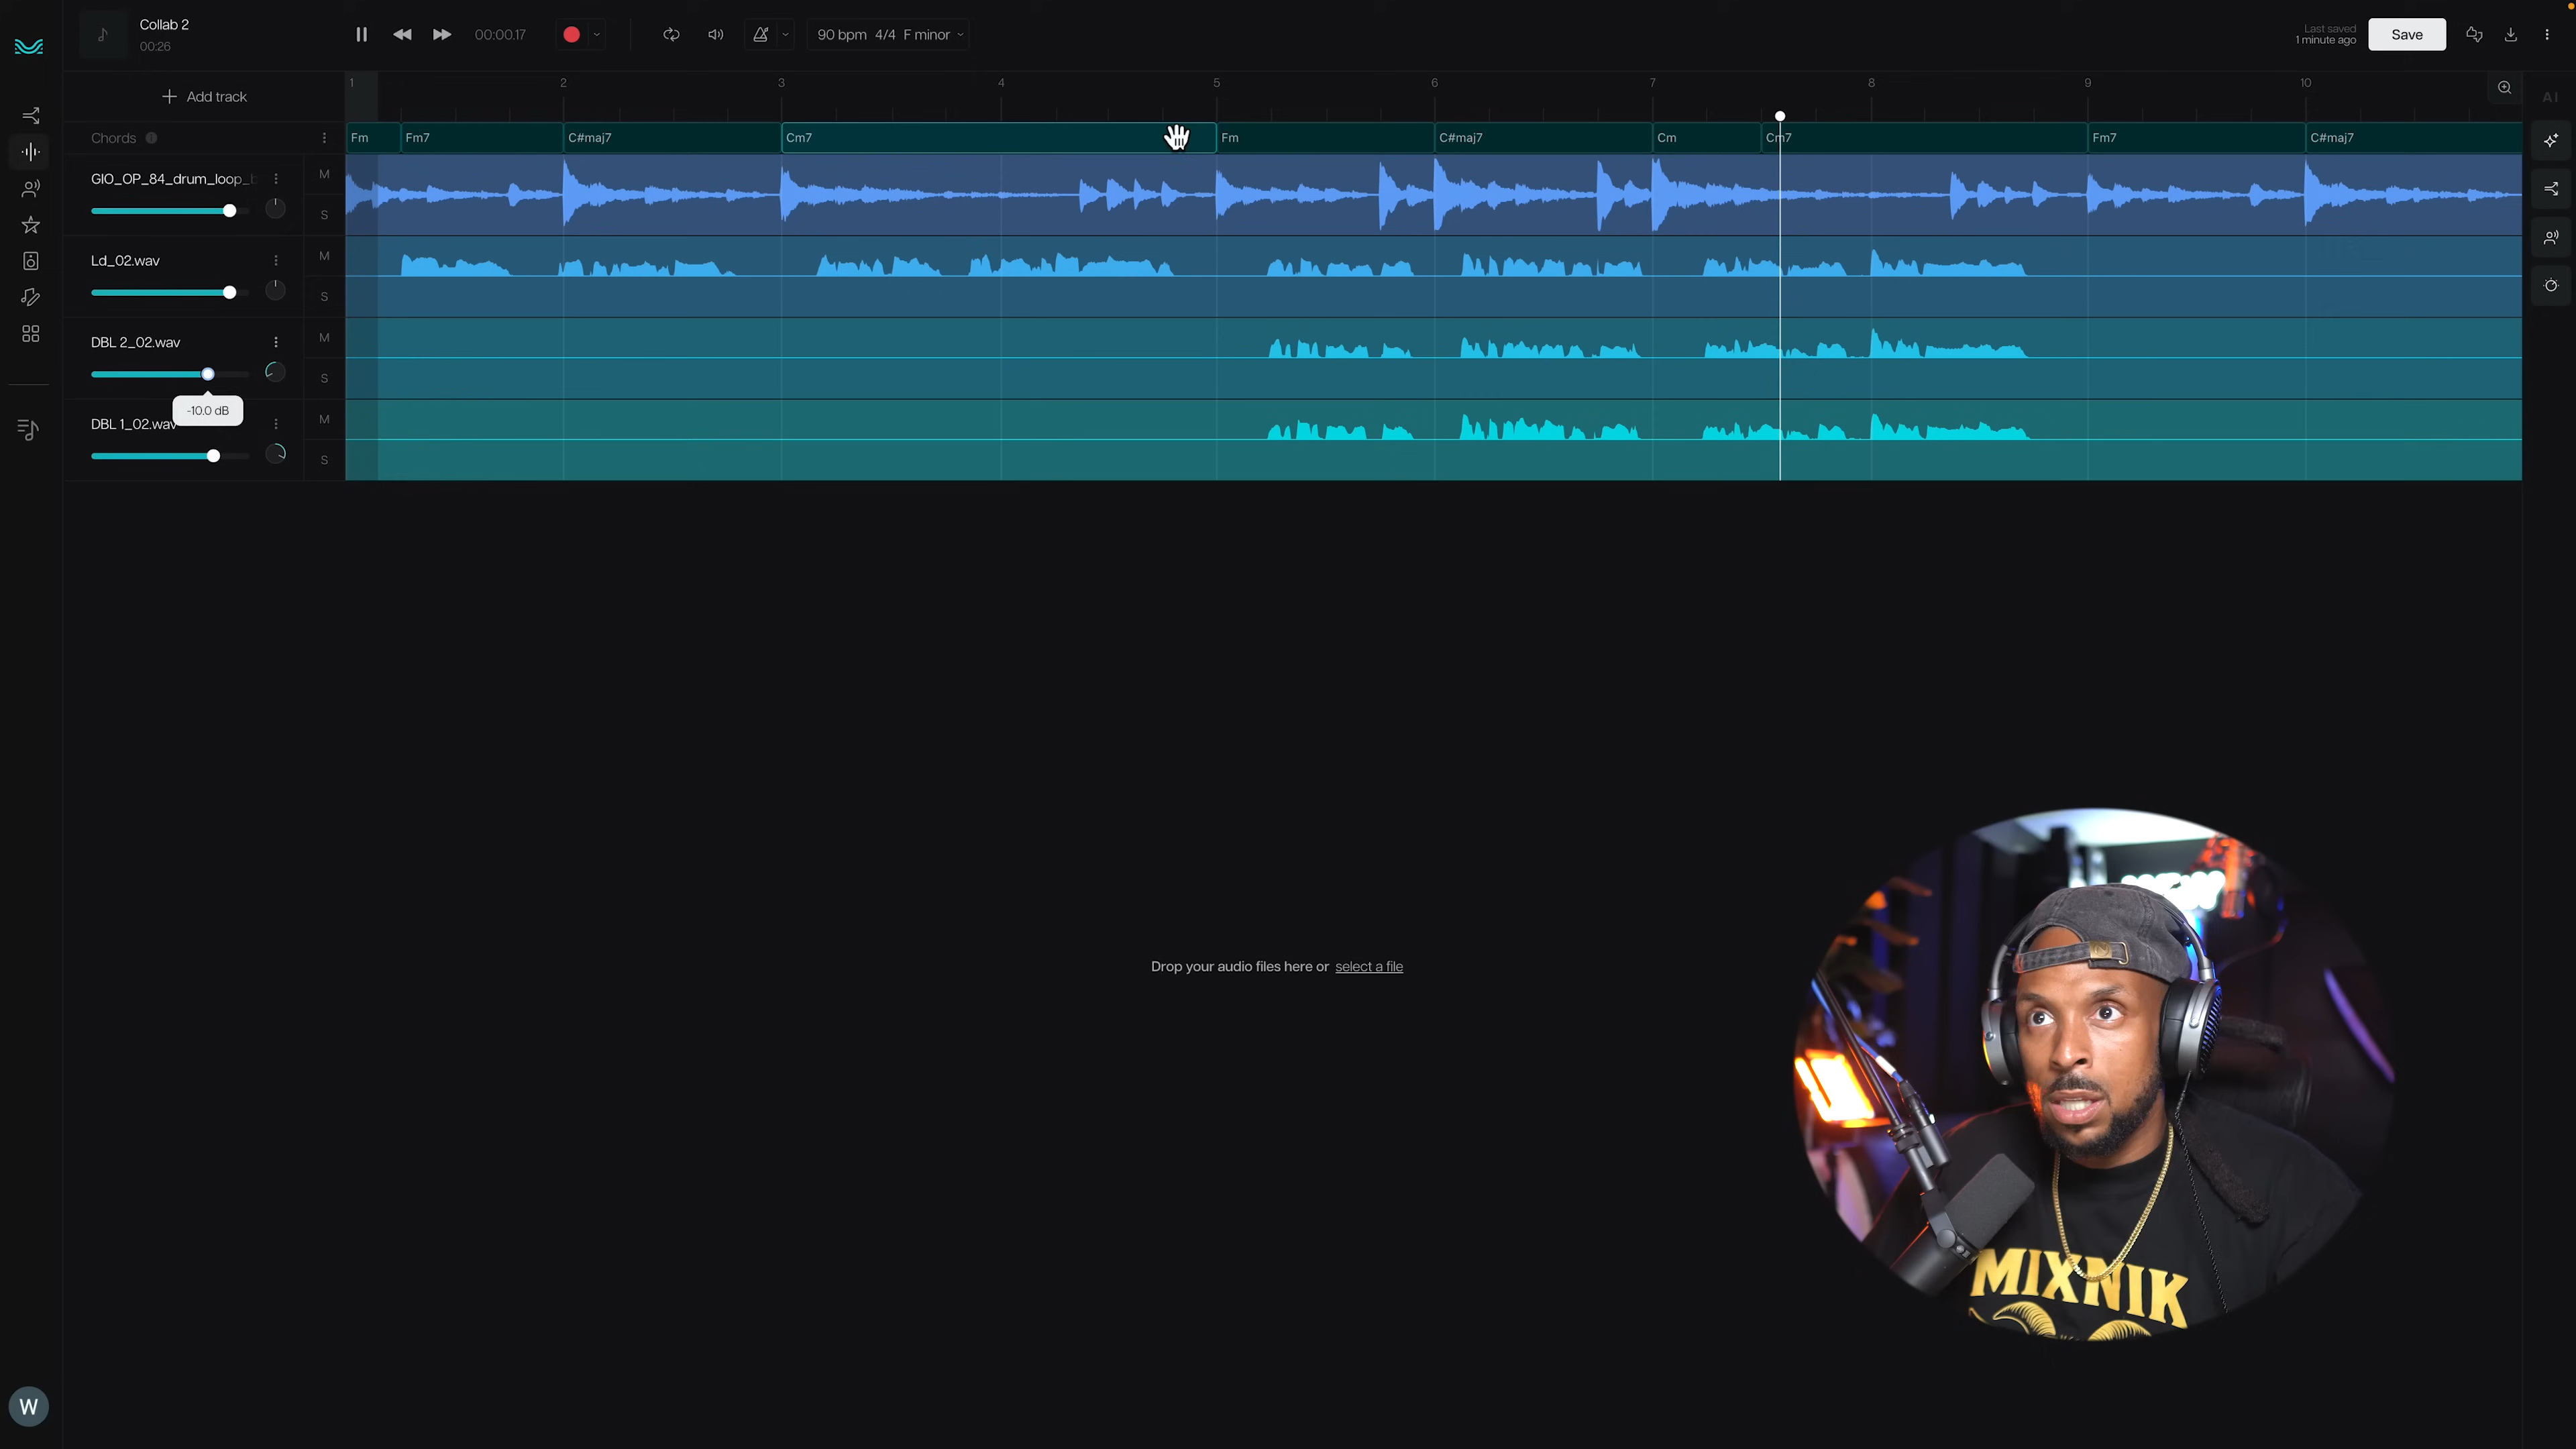 Collab 2
00:26
00:00.17
90 bpm 4/4 F minor
Last saved
1 minute ago
Save
Add track
1 2 3 4 5 6 7 8 9 10
AI
Chords
Fm Fm7 C#maj7 Cm7 Fm C#maj7 Cm Cm7 Fm7 C#maj7
GIO_OP_84_drum_loop_b
M
S
Ld_02.wav
M
S
DBL 2_02.wav
M
S
-10.0 dB
DBL 1_02.wav
M
S
Drop your audio files here or select a file
MIXNIK
W